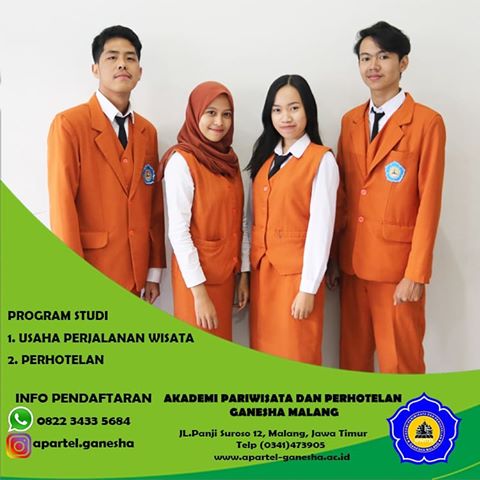 PROGRAM STUDI
1. USAHA PERJALANAN WISATA
2. PERHOTELAN
INFO PENDAFTARAN
0822 3433 5684
apartel.ganesha
AKADEMI PARIWISATA DAN PERHOTELAN
GANESHA MALANG
JL.Panji Suroso 12, Malang, Jawa Timur
Telp (0341)473905
www.apartel-ganesha.ac.id